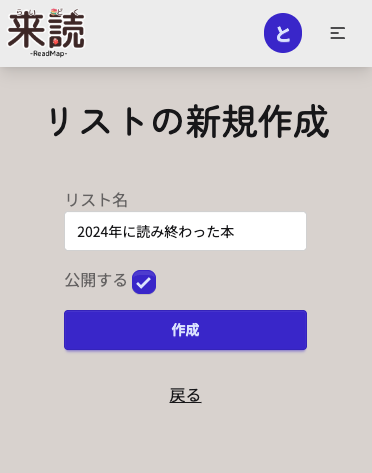 らいどく
来読
-ReadMap-
と
リストの新規作成
リスト名
2024年に読み終わった本
公開する
作成
戻る